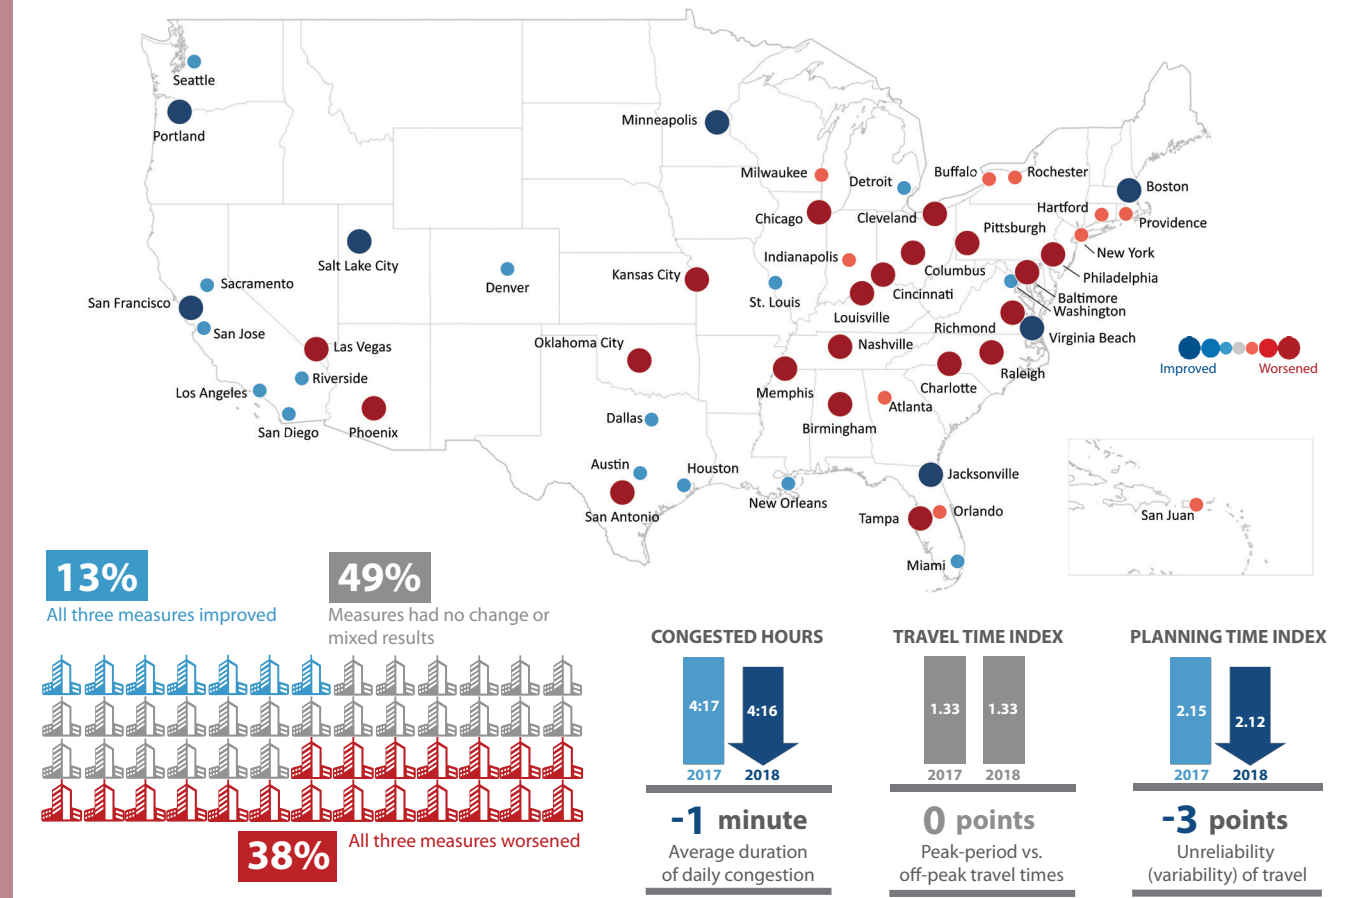 Seattle
Portland
Minneapolis
Milwaukee
Detroit
Buffalo
Rochester
Boston
Chicago
Cleveland
Hartford
Providence
Pittsburgh
New York
Salt Lake City
Indianapolis
Columbus
Philadelphia
Denver
Kansas City
Sacramento
St. Louis
Cincinnati
Baltimore
San Francisco
Louisville
Washington
San Jose
Richmond
Virginia Beach
Las Vegas
Oklahoma City
Nashville
Raleigh
Riverside
Los Angeles
Memphis
Charlotte
San Diego
Phoenix
Dallas
Birmingham
Atlanta
Improved
Worsened
Austin
Houston
Jacksonville
San Antonio
New Orleans
Tampa
Orlando
San Juan
Miami
13%
All three measures improved
49%
Measures had no change or
mixed results
38%
All three measures worsened
CONGESTED HOURS
4:17
4:16
2017
2018
-1 minute
Average duration
of daily congestion
TRAVEL TIME INDEX
1.33
1.33
2017
2018
0 points
Peak-period vs.
off-peak travel times
PLANNING TIME INDEX
2.15
2.12
2017
2018
-3 points
Unreliability
(variability) of travel